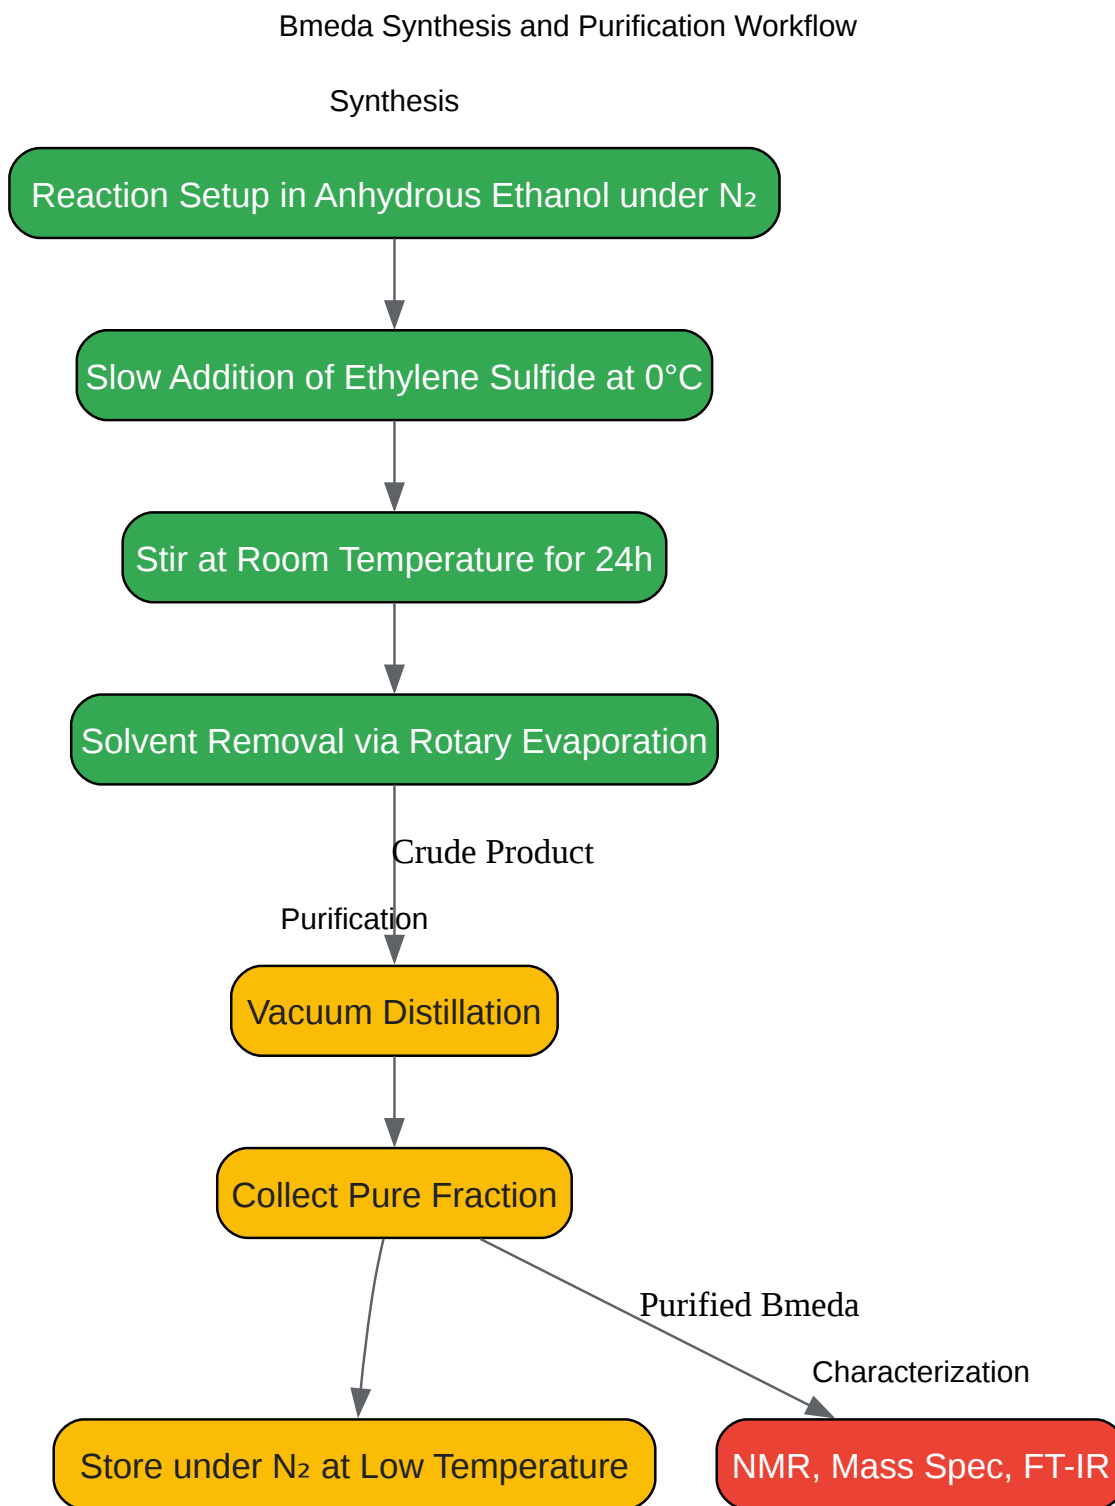 Bmeda Synthesis and Purification Workflow
Synthesis
Reaction Setup in Anhydrous Ethanol under N₂
Slow Addition of Ethylene Sulfide at 0°C
Stir at Room Temperature for 24h
Solvent Removal via Rotary Evaporation
Crude Product
Purification
Vacuum Distillation
Collect Pure Fraction
Purified Bmeda
Characterization
Store under N₂ at Low Temperature
NMR, Mass Spec, FT-IR